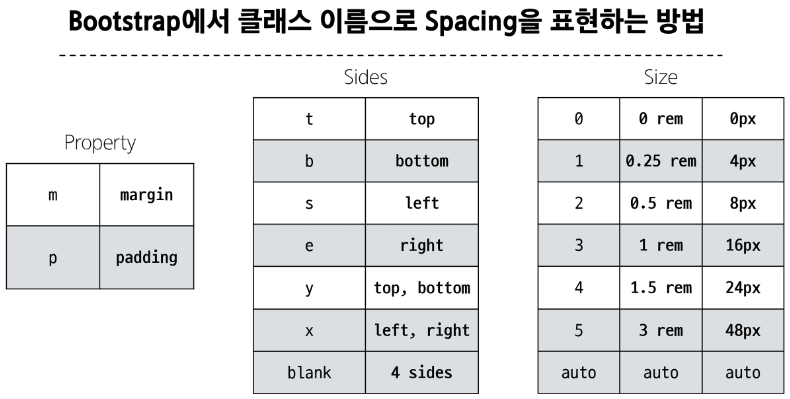 Bootstrap에서 클래스 이름으로 Spacing을 표현하는 방법
Property
m margin
p padding
Sides
t top
b bottom
s left
e right
y top, bottom
x left, right
blank 4 sides
Size
0 0 rem 0px
1 0.25 rem 4px
2 0.5 rem 8px
3 1 rem 16px
4 1.5 rem 24px
5 3 rem 48px
auto auto auto